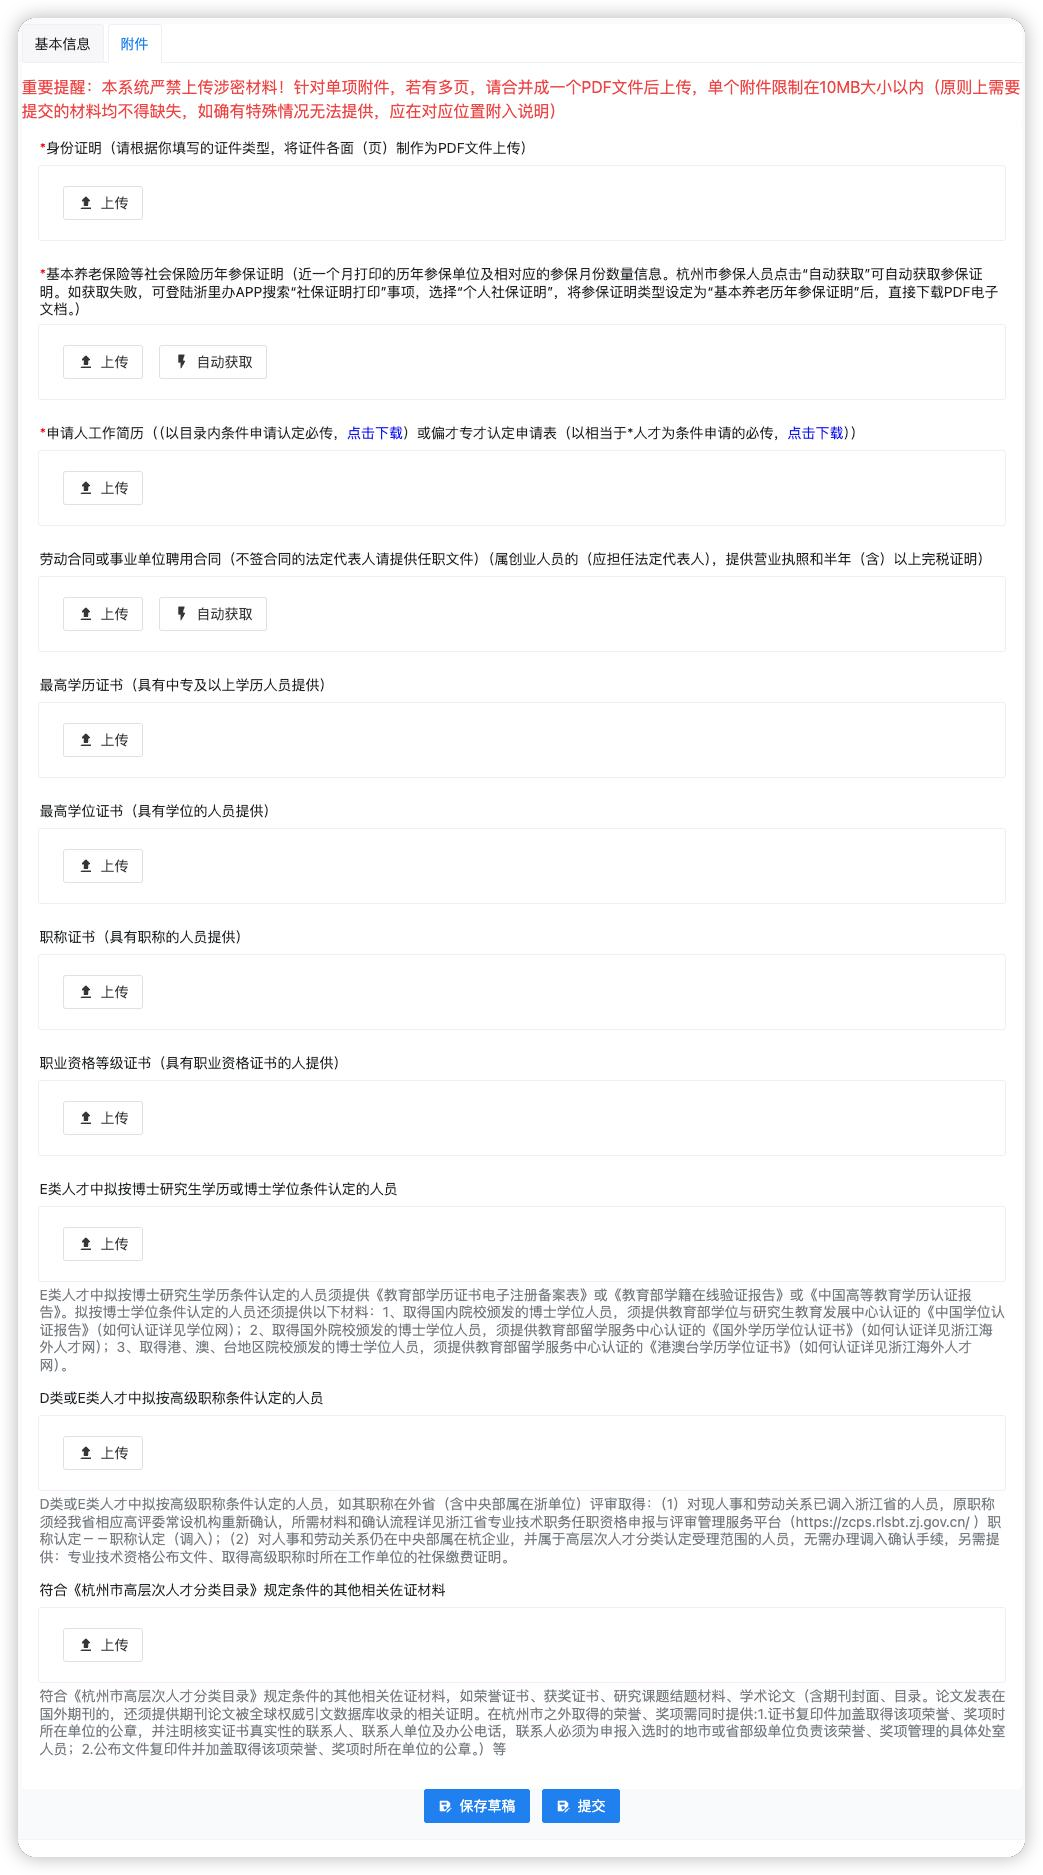 基本信息
附件
重要提醒：本系统严禁上传涉密材料！针对单项附件，若有多页，请合并成一个PDF文件后上传，单个附件限制在10MB大小以内（原则上需要
提交的材料均不得缺失，如确有特殊情况无法提供，应在对应位置附入说明）
*身份证明（请根据你填写的证件类型，将证件各面（页）制作为PDF文件上传）
上传
*基本养老保险等社会保险历年参保证明（近一个月打印的历年参保单位及相对应的参保月份数量信息。杭州市参保人员点击“自动获取”可自动获取参保证
明。如获取失败，可登陆浙里办APP搜索“社保证明打印”事项，选择“个人社保证明”，将参保证明类型设定为“基本养老历年参保证明”后，直接下载PDF电子
文档。）
上传
自动获取
*申请人工作简历（（以目录内条件申请认定必传，点击下载）或偏才专才认定申请表（以相当于*人才为条件申请的必传，点击下载））
上传
劳动合同或事业单位聘用合同（不签合同的法定代表人请提供任职文件）（属创业人员的（应担任法定代表人），提供营业执照和半年（含）以上完税证明）
上传
自动获取
最高学历证书（具有中专及以上学历人员提供）
上传
最高学位证书（具有学位的人员提供）
上传
职称证书（具有职称的人员提供）
上传
职业资格等级证书（具有职业资格证书的人提供）
上传
E类人才中拟按博士研究生学历或博士学位条件认定的人员
上传
E类人才中拟按博士研究生学历条件认定的人员须提供《教育部学历证书电子注册备案表》或《教育部学籍在线验证报告》或《中国高等教育学历认证报
告》。拟按博士学位条件认定的人员还须提供以下材料：1、取得国内院校颁发的博士学位人员，须提供教育部学位与研究生教育发展中心认证的《中国学位认
证报告》（如何认证详见学位网）；2、取得国外院校颁发的博士学位人员，须提供教育部留学服务中心认证的《国外学历学位认证书》（如何认证详见浙江海
外人才网）；3、取得港、澳、台地区院校颁发的博士学位人员，须提供教育部留学服务中心认证的《港澳台学历学位证书》（如何认证详见浙江海外人才
网）。
D类或E类人才中拟按高级职称条件认定的人员
上传
D类或E类人才中拟按高级职称条件认定的人员，如其职称在外省（含中央部属在浙单位）评审取得：（1）对现人事和劳动关系已调入浙江省的人员，原职称
须经我省相应高评委常设机构重新确认，所需材料和确认流程详见浙江省专业技术职务任职资格申报与评审管理服务平台（https://zcps.rlsbt.zj.gov.cn/ ）职
称认定－－职称认定（调入）；（2）对人事和劳动关系仍在中央部属在杭企业，并属于高层次人才分类认定受理范围的人员，无需办理调入确认手续，另需提
供：专业技术资格公布文件、取得高级职称时所在工作单位的社保缴费证明。
符合《杭州市高层次人才分类目录》规定条件的其他相关佐证材料
上传
符合《杭州市高层次人才分类目录》规定条件的其他相关佐证材料，如荣誉证书、获奖证书、研究课题结题材料、学术论文（含期刊封面、目录。论文发表在
国外期刊的，还须提供期刊论文被全球权威引文数据库收录的相关证明。在杭州市之外取得的荣誉、奖项需同时提供:1.证书复印件加盖取得该项荣誉、奖项时
所在单位的公章，并注明核实证书真实性的联系人、联系人单位及办公电话，联系人必须为申报入选时的地市或省部级单位负责该荣誉、奖项管理的具体处室
人员；2.公布文件复印件并加盖取得该项荣誉、奖项时所在单位的公章。）等
保存草稿
提交